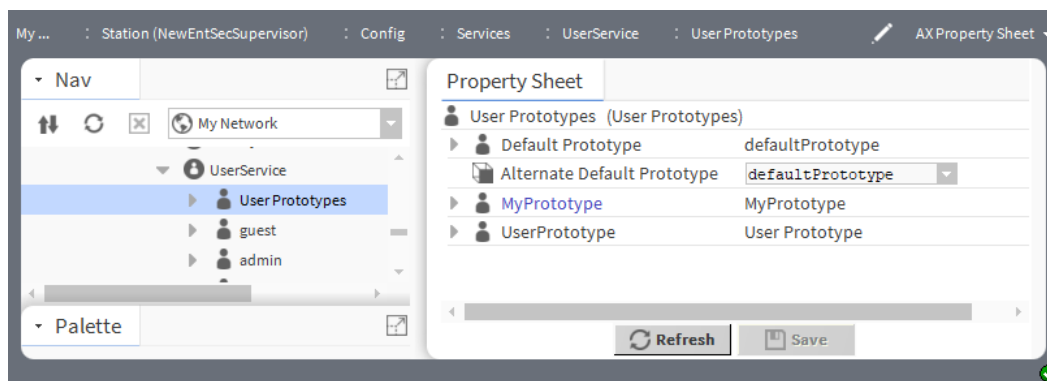 My ... : Station (NewEntSecSupervisor) : Config : Services : UserService : User Prototypes AX Property Sheet
Nav
My Network
UserService
User Prototypes
guest
admin
Palette
Property Sheet
User Prototypes (User Prototypes)
Default Prototype defaultPrototype
Alternate Default Prototype defaultPrototype
MyPrototype MyPrototype
UserPrototype User Prototype
Refresh Save